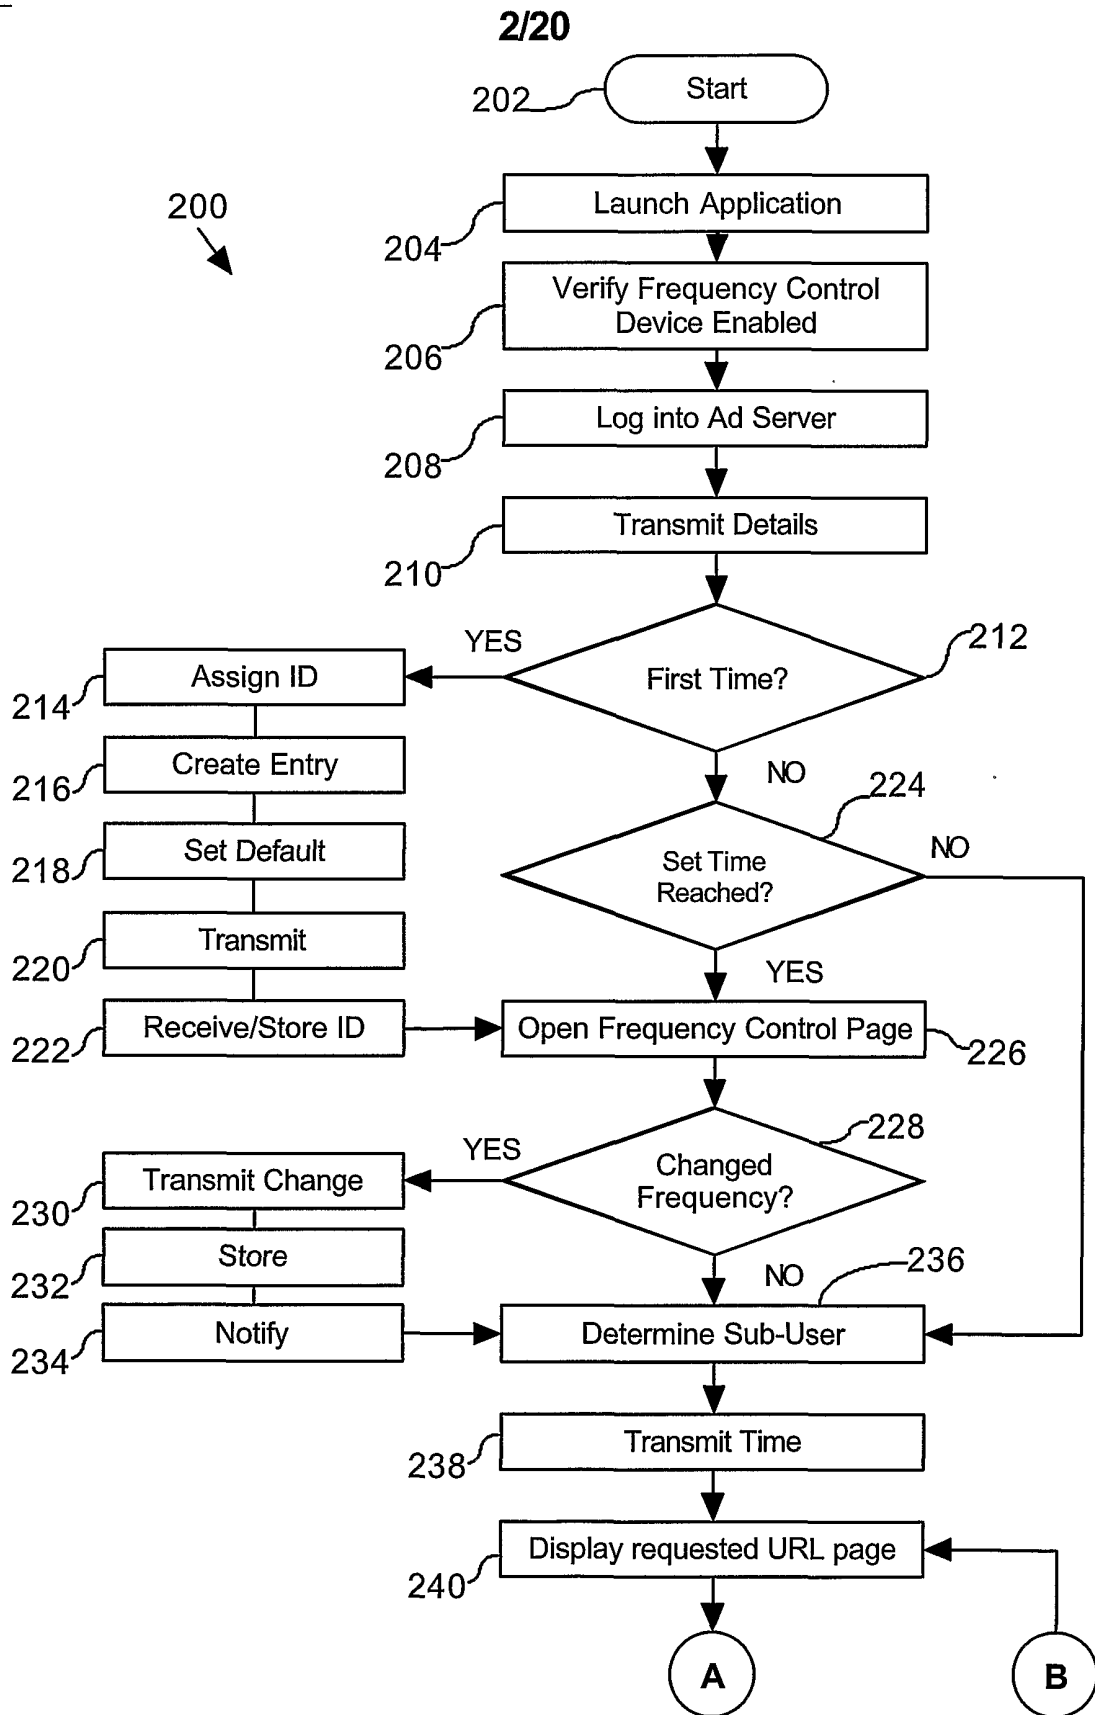 2/20
Start
202
200
Launch Application
204
Verify Frequency Control
Device Enabled
206
Log into Ad Server
208
Transmit Details
210
First Time?
212
YES
NO
Assign ID
214
Create Entry
216
Set Default
218
Transmit
220
Receive/Store ID
222
224
Set Time
Reached?
NO
YES
Open Frequency Control Page
226
228
Changed
Frequency?
YES
NO
Transmit Change
230
Store
232
Notify
234
236
Determine Sub-User
Transmit Time
238
Display requested URL page
240
A
B